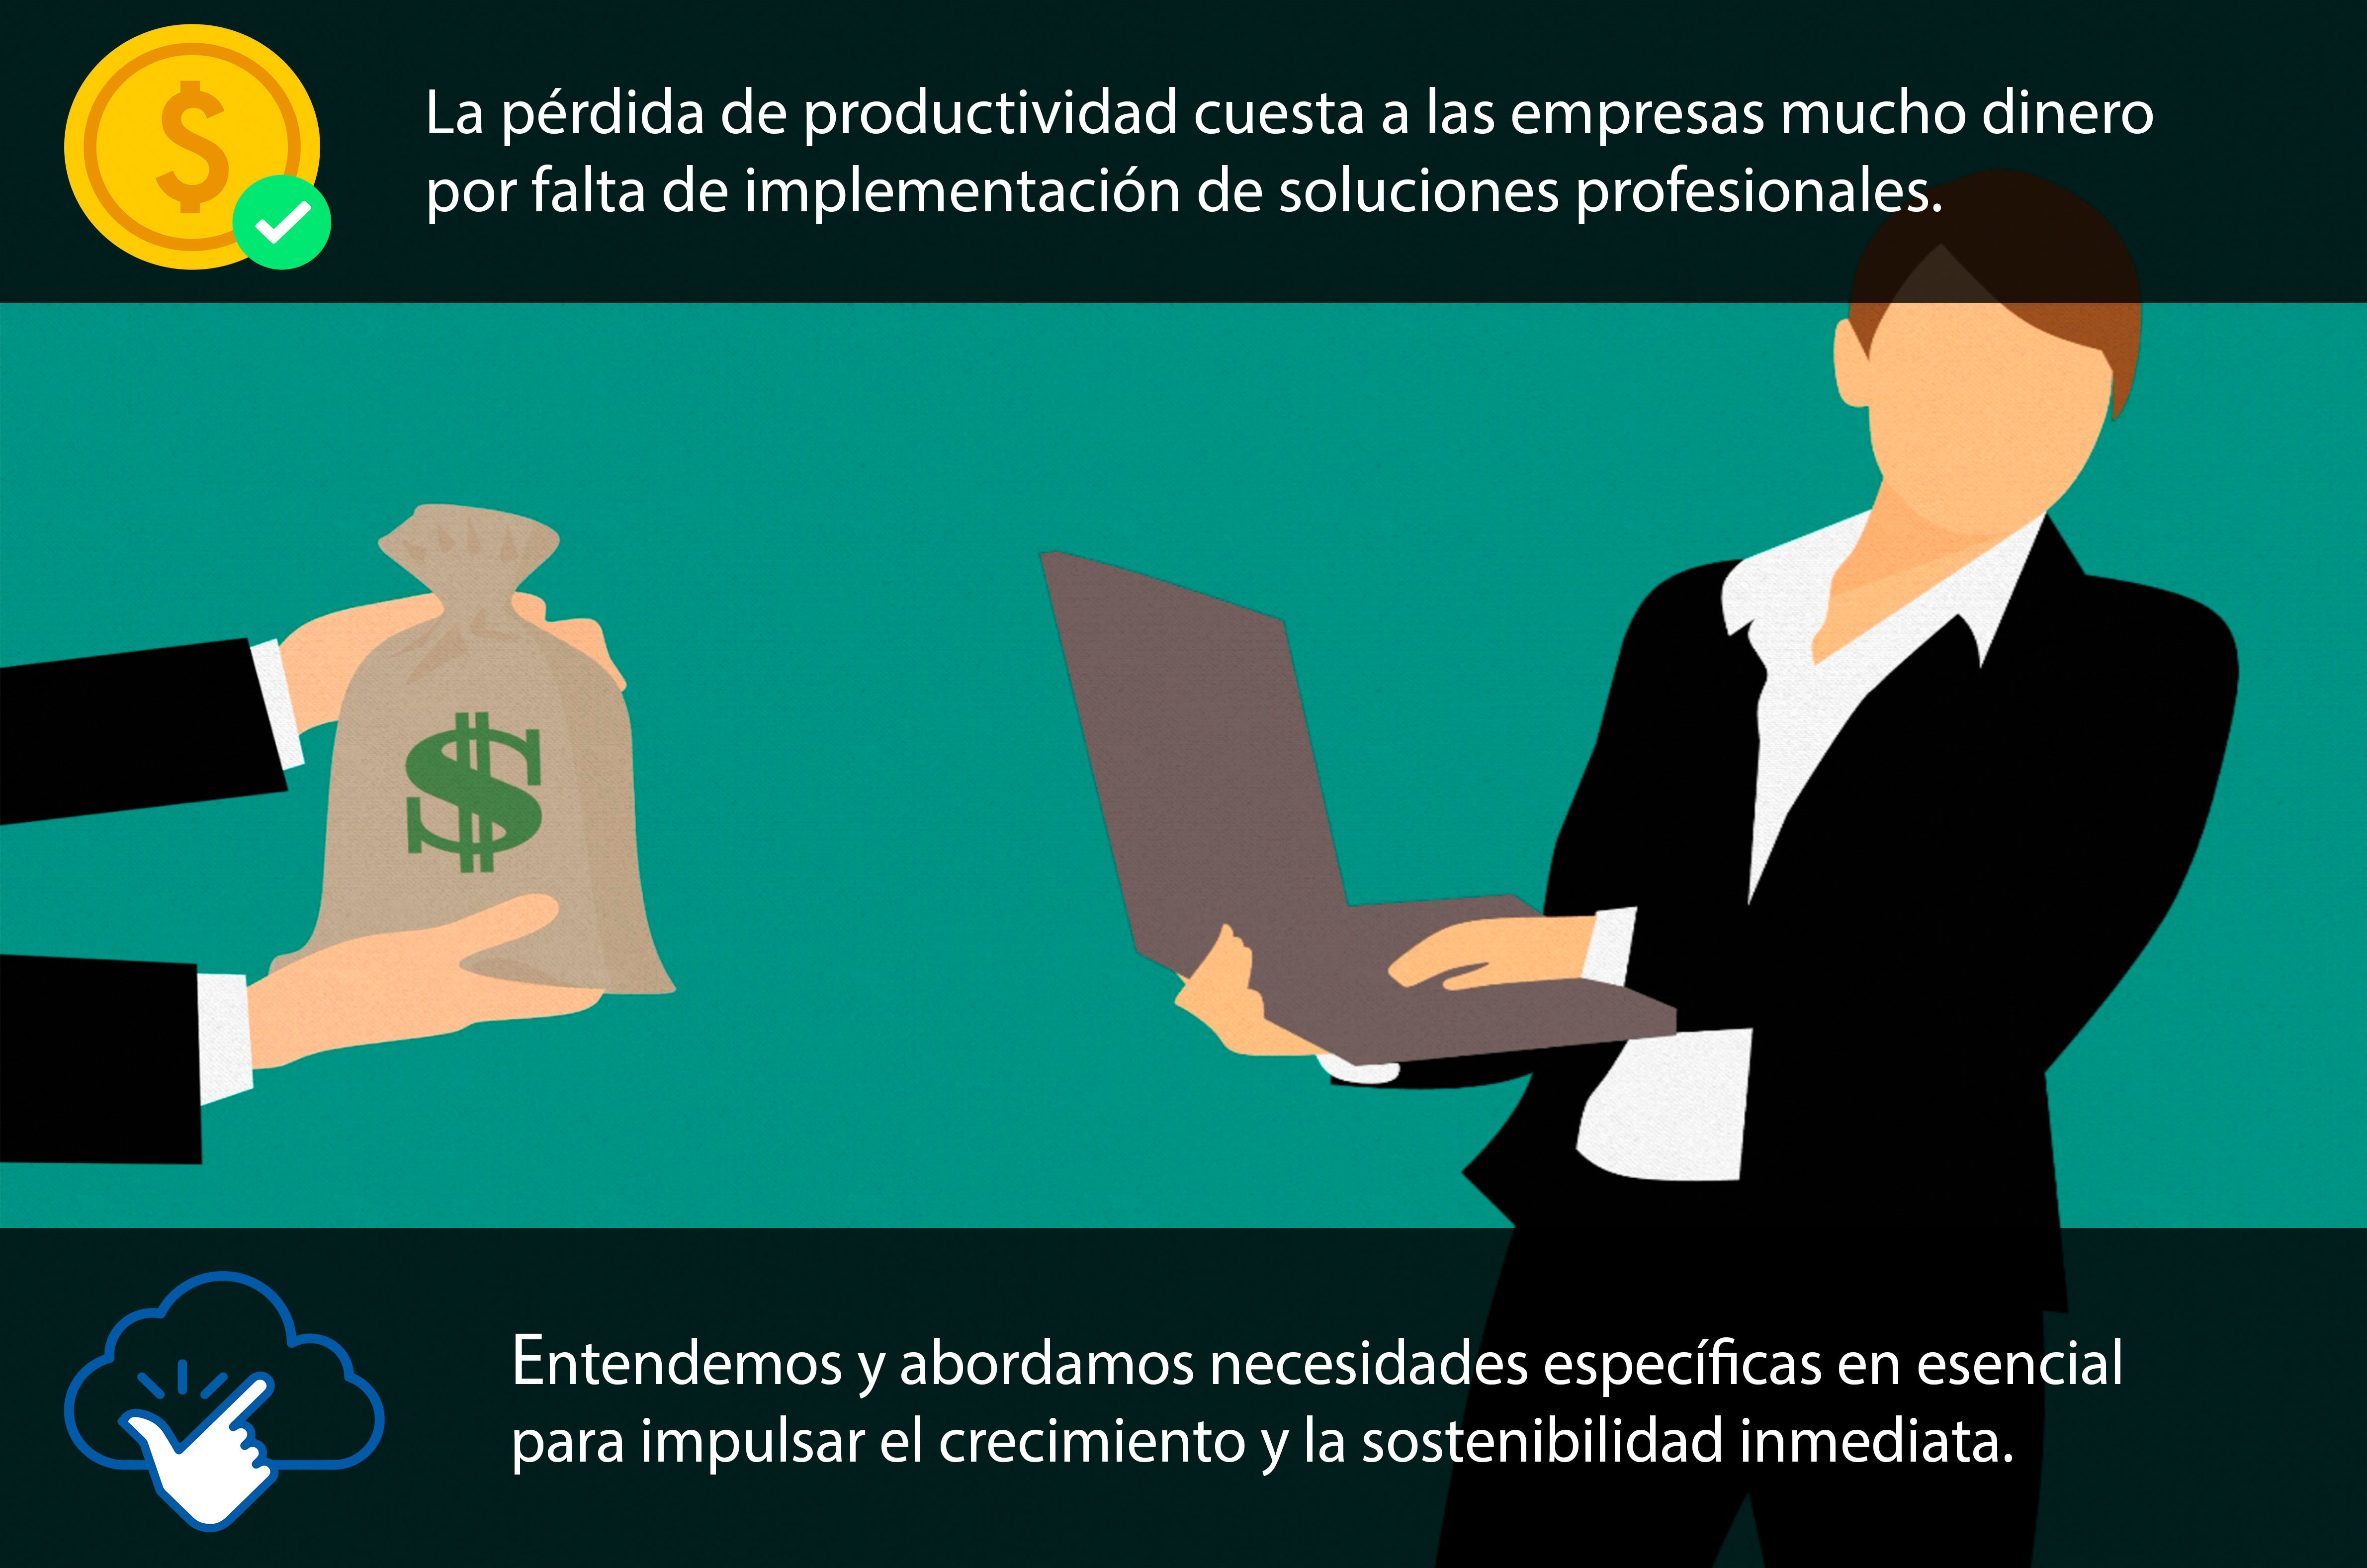 $
La pérdida de productividad cuesta a las empresas mucho dinero
por falta de implementación de soluciones profesionales.
$
Entendemos y abordamos necesidades específicas en esencial
para impulsar el crecimiento y la sostenibilidad inmediata.